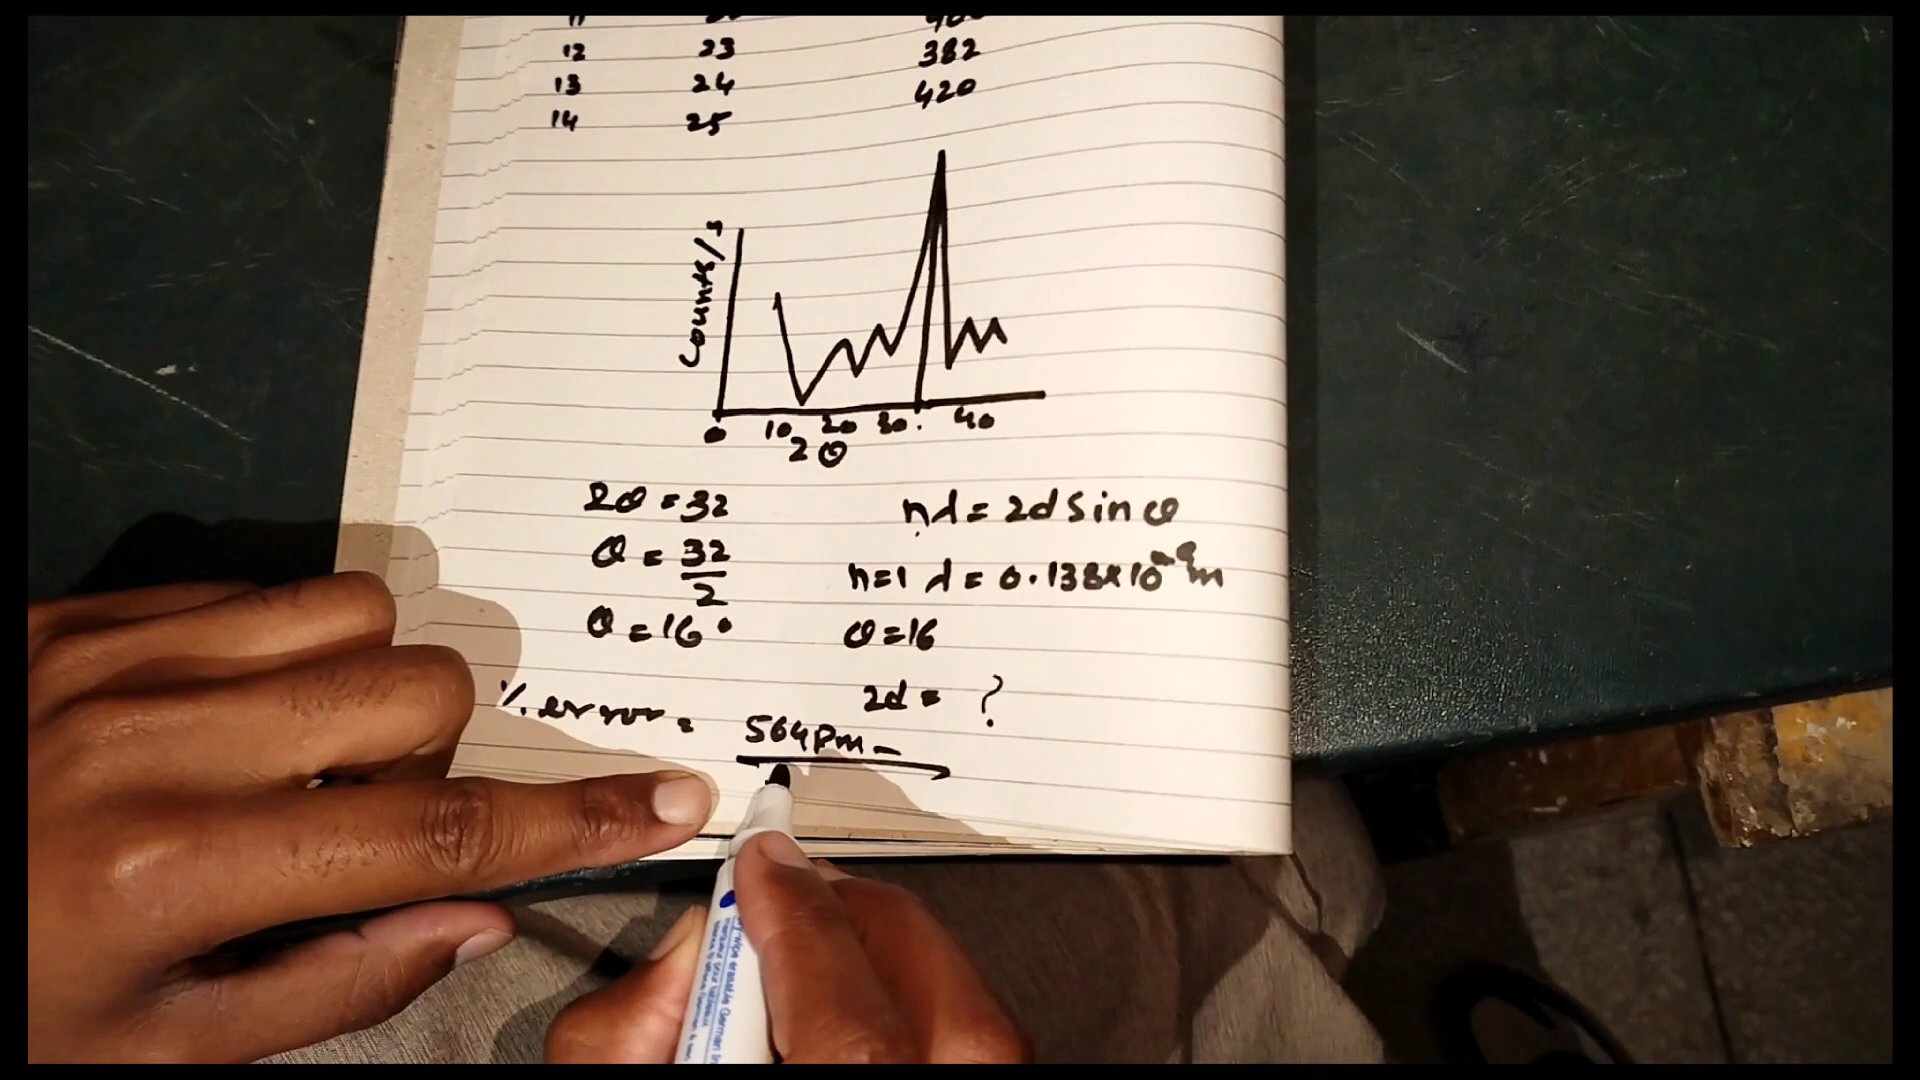 12 23 382
13 24 420
14 25
Counts/s
0 10 20 30. 40
2θ
2θ = 32 nλ = 2d Sin θ
θ = 32/2 n=1 λ = 0.138×10⁻⁹m
θ = 16° θ = 16
2d = ?
% error = 564pm -